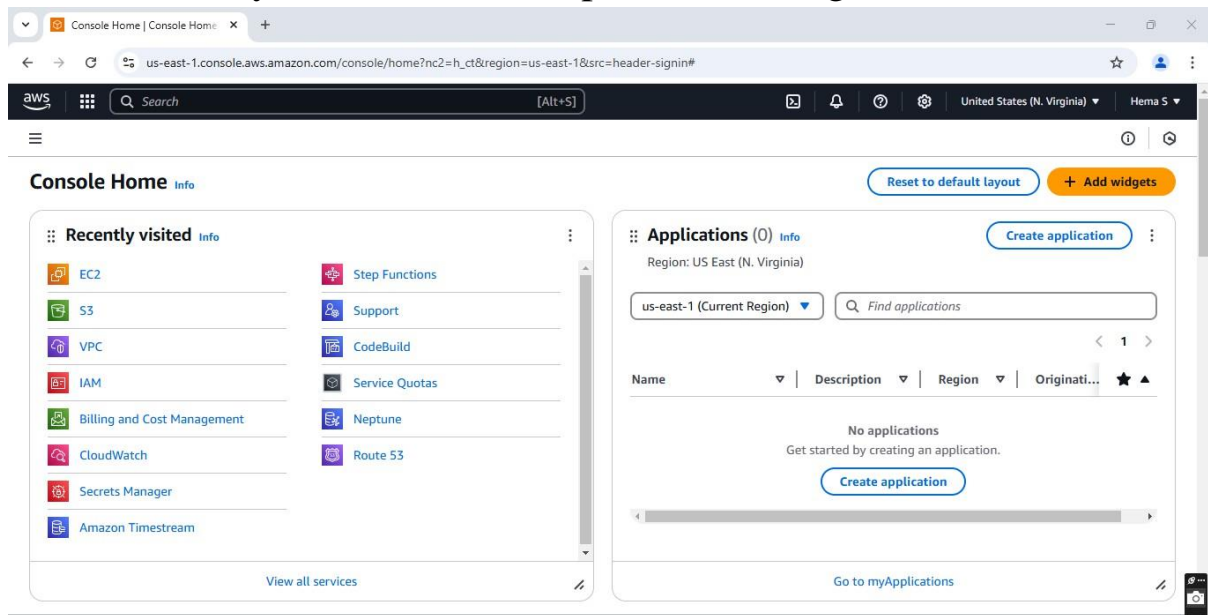 Console Home | Console Home
us-east-1.console.aws.amazon.com/console/home?nc2=h_ct&region=us-east-1&src=header-signin#
aws
Search
[Alt+S]
United States (N. Virginia)
Hema S
Console Home Info
Reset to default layout
+ Add widgets
Recently visited Info
EC2
S3
VPC
IAM
Billing and Cost Management
CloudWatch
Secrets Manager
Amazon Timestream
Step Functions
Support
CodeBuild
Service Quotas
Neptune
Route 53
View all services
Applications (0) Info
Create application
Region: US East (N. Virginia)
us-east-1 (Current Region)
Find applications
1
Name
Description
Region
Originati...
No applications
Get started by creating an application.
Create application
Go to myApplications